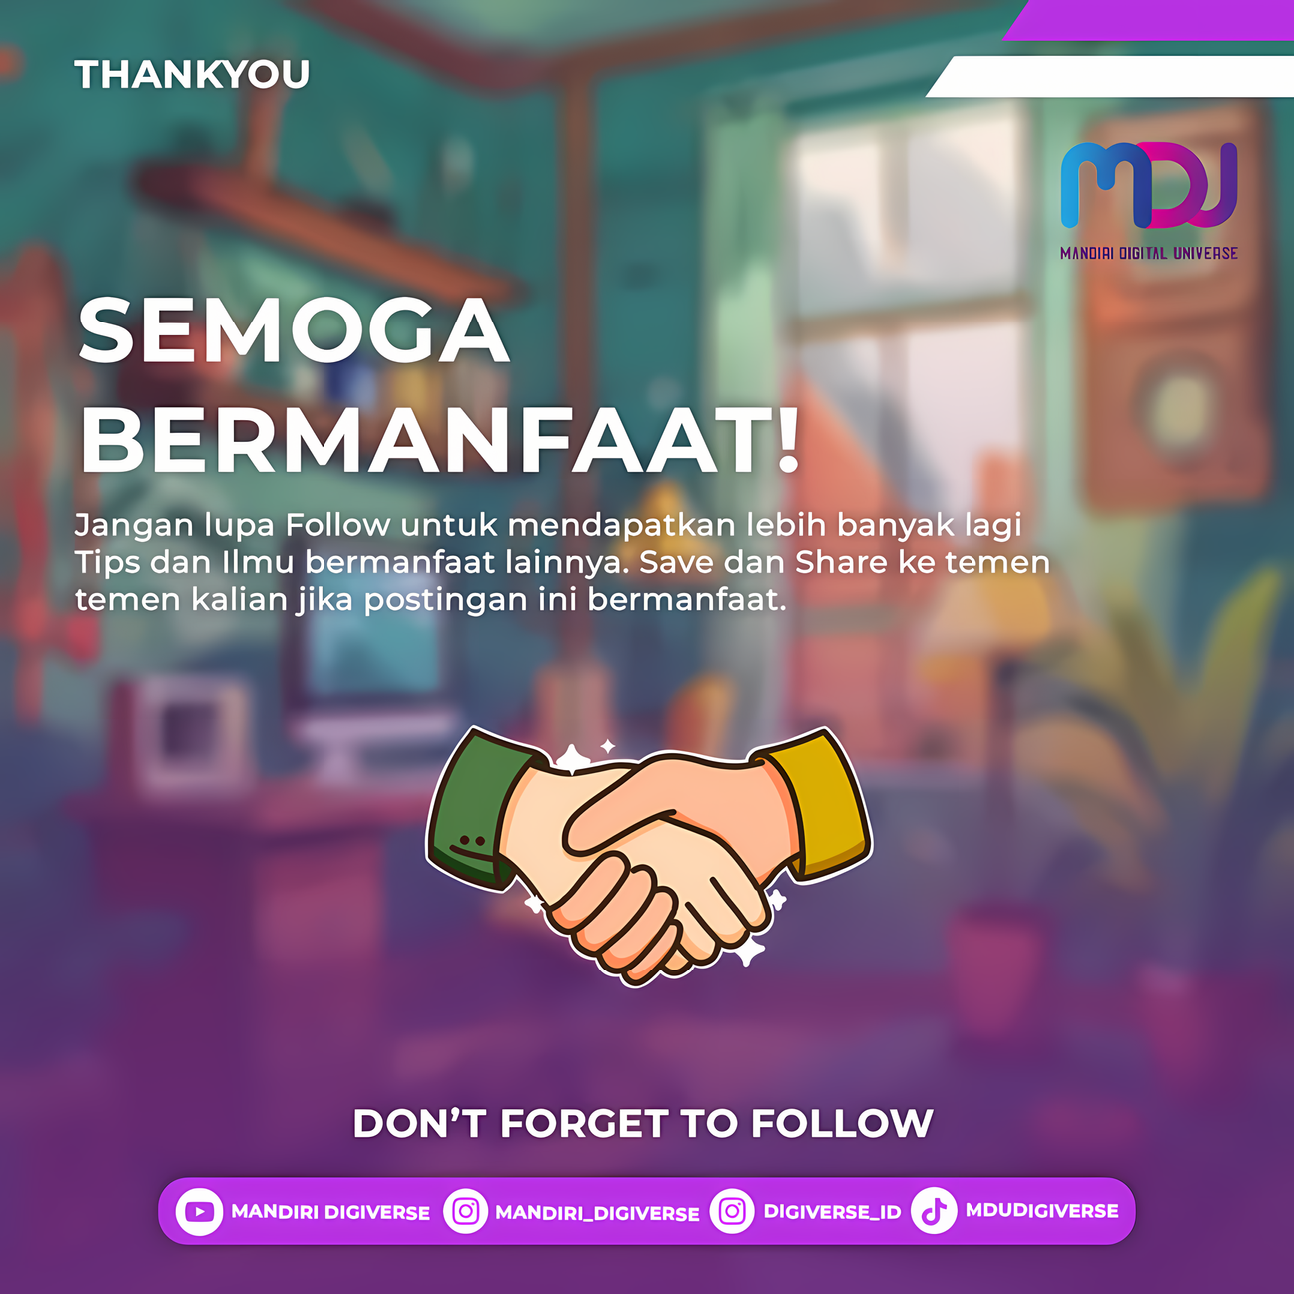 THANKYOU
MDU
MANDIRI DIGITAL UNIVERSE
SEMOGA
BERMANFAAT!
Jangan lupa Follow untuk mendapatkan lebih banyak lagi
Tips dan Ilmu bermanfaat lainnya. Save dan Share ke temen
temen kalian jika postingan ini bermanfaat.
DON'T FORGET TO FOLLOW
MANDIRI DIGIVERSE MANDIRI_DIGIVERSE DIGIVERSE_ID MDUDIGIVERSE